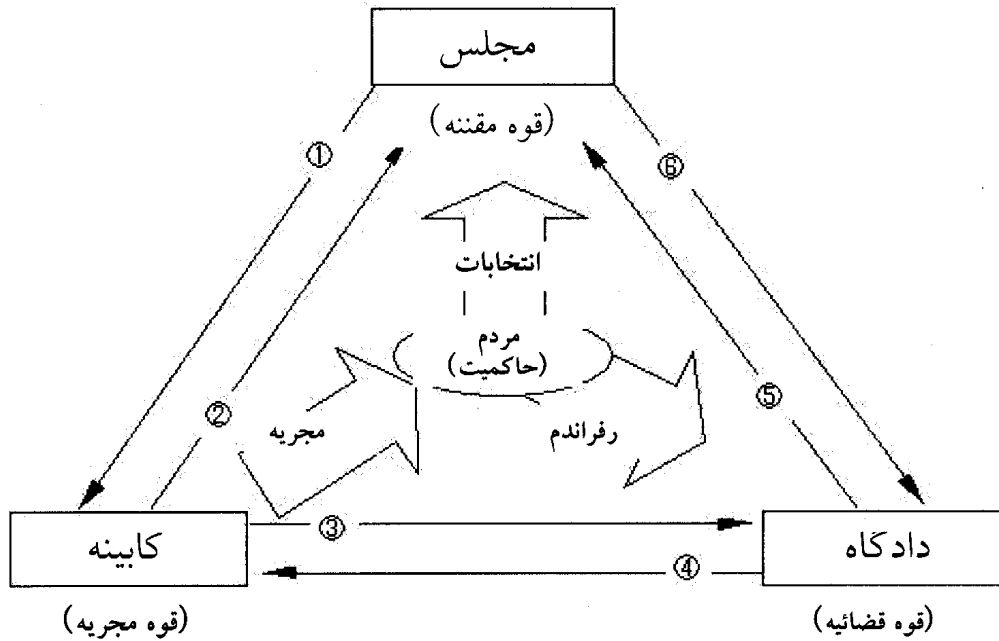 مجلس
(قوه مقننه)
①
⑥
انتخابات
مردم
(حاکمیت)
②
⑤
مجریه
رفراندم
③
کابینه
دادگاه
④
(قوه مجریه)
(قوه قضائیه)